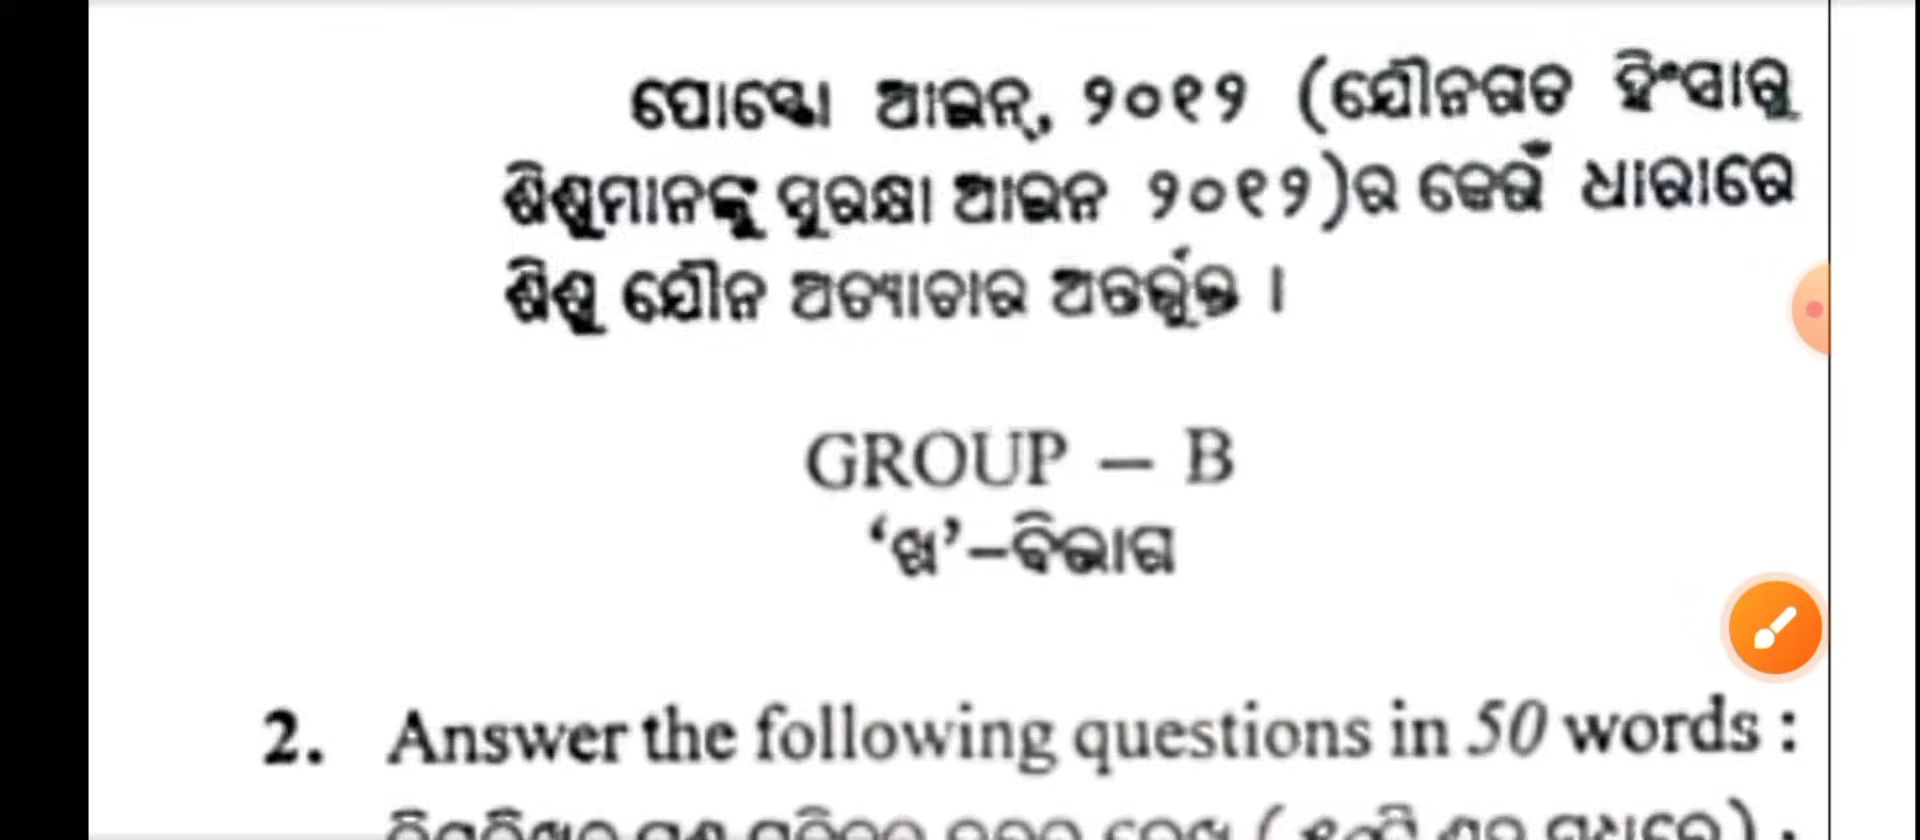 ପୋସ୍କୋ ଆଇନ୍, ୨୦୧୨ (ଯୌନଗତ ହିଂସାରୁ
ଶିଶୁମାନଙ୍କୁ ସୁରକ୍ଷା ଆଇନ ୨୦୧୨)ର କେଉଁ ଧାରାରେ
ଶିଶୁ ଯୌନ ଅତ୍ୟାଚାର ଅନ୍ତର୍ଭୁକ୍ତ ।
GROUP – B
‘ଖ’–ବିଭାଗ
2. Answer the following questions in 50 words :